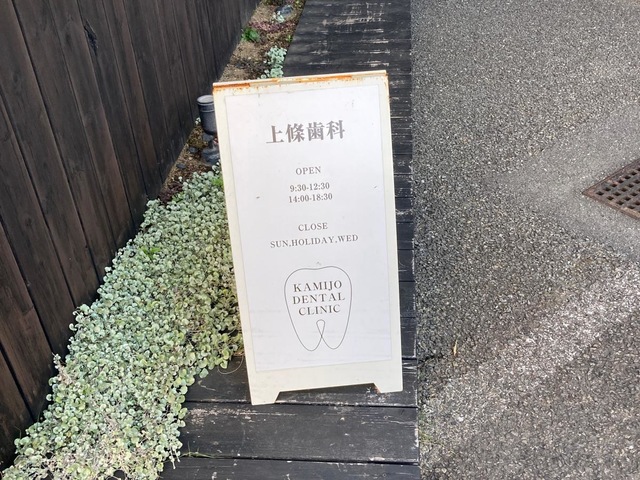 上條歯科
OPEN
9:30-12:30
14:00-18:30
CLOSE
SUN,HOLIDAY,WED
KAMIJO
DENTAL
CLINIC